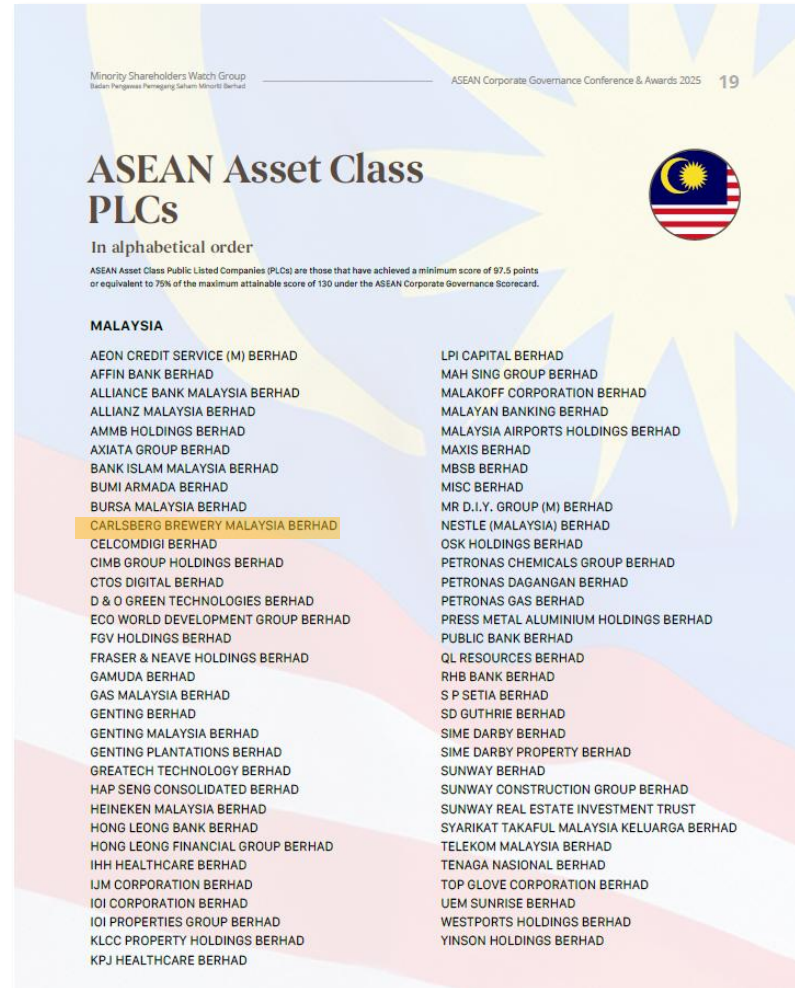 Minority Shareholders Watch Group
Badan Pengawas Pemegang Saham Minoriti Berhad
ASEAN Corporate Governance Conference & Awards 2025 19
ASEAN Asset Class
PLCs
In alphabetical order
ASEAN Asset Class Public Listed Companies (PLCs) are those that have achieved a minimum score of 97.5 points
or equivalent to 75% of the maximum attainable score of 130 under the ASEAN Corporate Governance Scorecard.
MALAYSIA
AEON CREDIT SERVICE (M) BERHAD
AFFIN BANK BERHAD
ALLIANCE BANK MALAYSIA BERHAD
ALLIANZ MALAYSIA BERHAD
AMMB HOLDINGS BERHAD
AXIATA GROUP BERHAD
BANK ISLAM MALAYSIA BERHAD
BUMI ARMADA BERHAD
BURSA MALAYSIA BERHAD
CARLSBERG BREWERY MALAYSIA BERHAD
CELCOMDIGI BERHAD
CIMB GROUP HOLDINGS BERHAD
CTOS DIGITAL BERHAD
D & O GREEN TECHNOLOGIES BERHAD
ECO WORLD DEVELOPMENT GROUP BERHAD
FGV HOLDINGS BERHAD
FRASER & NEAVE HOLDINGS BERHAD
GAMUDA BERHAD
GAS MALAYSIA BERHAD
GENTING BERHAD
GENTING MALAYSIA BERHAD
GENTING PLANTATIONS BERHAD
GREATECH TECHNOLOGY BERHAD
HAP SENG CONSOLIDATED BERHAD
HEINEKEN MALAYSIA BERHAD
HONG LEONG BANK BERHAD
HONG LEONG FINANCIAL GROUP BERHAD
IHH HEALTHCARE BERHAD
IJM CORPORATION BERHAD
IOI CORPORATION BERHAD
IOI PROPERTIES GROUP BERHAD
KLCC PROPERTY HOLDINGS BERHAD
KPJ HEALTHCARE BERHAD
LPI CAPITAL BERHAD
MAH SING GROUP BERHAD
MALAKOFF CORPORATION BERHAD
MALAYAN BANKING BERHAD
MALAYSIA AIRPORTS HOLDINGS BERHAD
MAXIS BERHAD
MBSB BERHAD
MISC BERHAD
MR D.I.Y. GROUP (M) BERHAD
NESTLE (MALAYSIA) BERHAD
OSK HOLDINGS BERHAD
PETRONAS CHEMICALS GROUP BERHAD
PETRONAS DAGANGAN BERHAD
PETRONAS GAS BERHAD
PRESS METAL ALUMINIUM HOLDINGS BERHAD
PUBLIC BANK BERHAD
QL RESOURCES BERHAD
RHB BANK BERHAD
S P SETIA BERHAD
SD GUTHRIE BERHAD
SIME DARBY BERHAD
SIME DARBY PROPERTY BERHAD
SUNWAY BERHAD
SUNWAY CONSTRUCTION GROUP BERHAD
SUNWAY REAL ESTATE INVESTMENT TRUST
SYARIKAT TAKAFUL MALAYSIA KELUARGA BERHAD
TELEKOM MALAYSIA BERHAD
TENAGA NASIONAL BERHAD
TOP GLOVE CORPORATION BERHAD
UEM SUNRISE BERHAD
WESTPORTS HOLDINGS BERHAD
YINSON HOLDINGS BERHAD